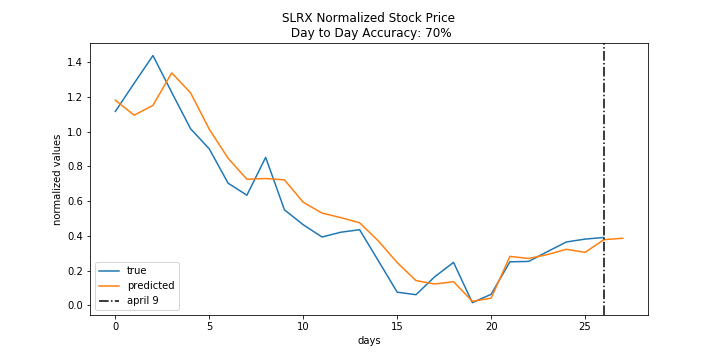 SLRX Normalized Stock Price
Day to Day Accuracy: 70%
normalized values
1.4
1.2
1.0
0.8
0.6
0.4
0.2
0.0
true
predicted
april 9
0
5
10
15
20
25
days